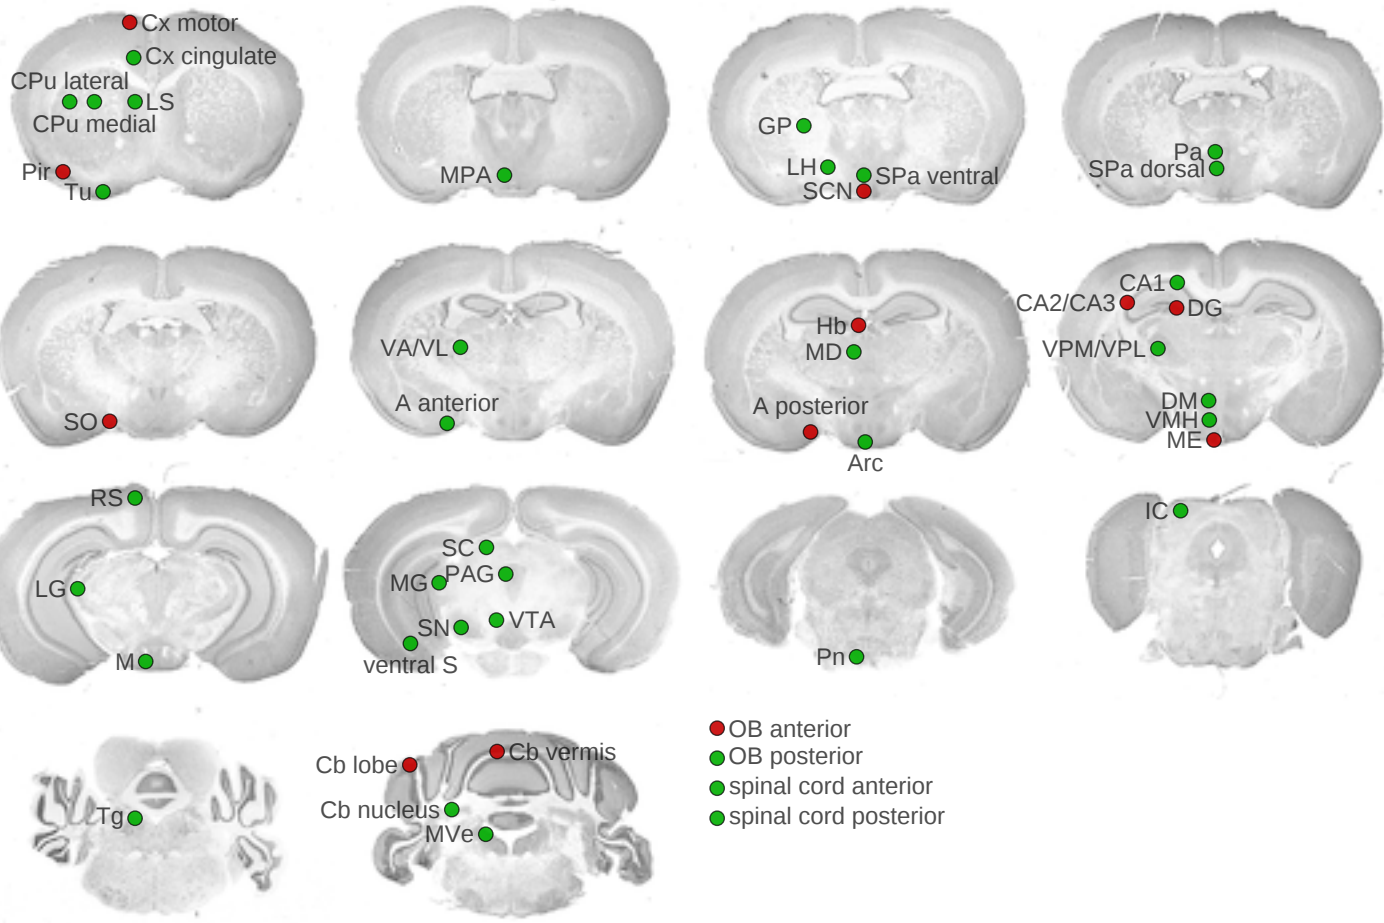 Cx motor
Cx cingulate
CPu lateral
LS
CPu medial
Pir
Tu
MPA
GP
LH
SPa ventral
SCN
Pa
SPa dorsal
SO
VA/VL
A anterior
Hb
MD
A posterior
Arc
CA1
CA2/CA3
DG
VPM/VPL
DM
VMH
ME
RS
LG
M
SC
MG
PAG
SN
VTA
ventral S
Pn
IC
Tg
Cb lobe
Cb vermis
Cb nucleus
MVe
OB anterior
OB posterior
spinal cord anterior
spinal cord posterior